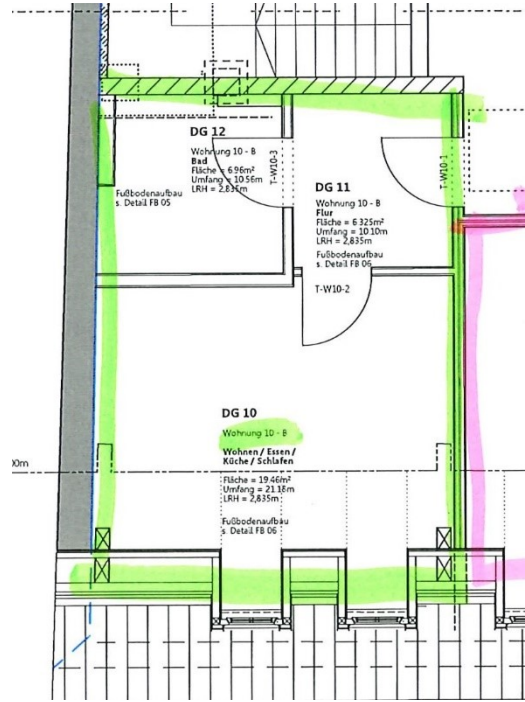 DG 12
Wohnung 10 - B
Bad
Fläche = 6.96m²
Umfang = 10.56m
LRH = 2,835m
Fußbodenaufbau
s. Detail FB 05
T-W10-3
DG 11
Wohnung 10 - B
Flur
Fläche = 6.325m²
Umfang = 10.10m
LRH = 2,835m
Fußbodenaufbau
s. Detail FB 06
T-W10-1
T-W10-2
DG 10
Wohnung 10 - B
Wohnen / Essen /
Küche / Schlafen
Fläche = 19.46m²
Umfang = 21.18m
LRH = 2,835m
Fußbodenaufbau
s. Detail FB 06
00m